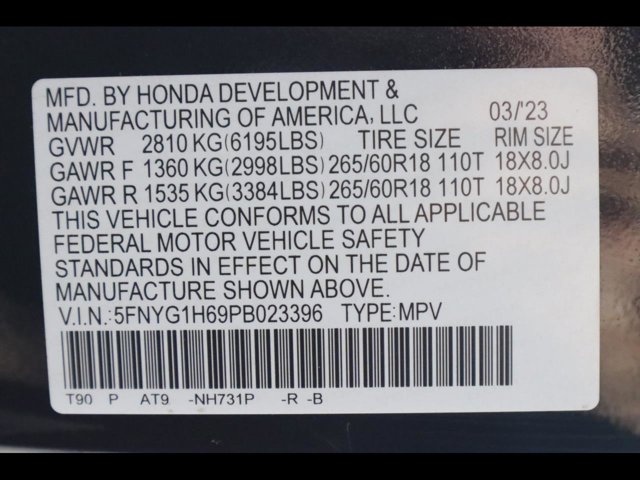 MFD. BY HONDA DEVELOPMENT &
MANUFACTURING OF AMERICA, LLC 03/'23
GVWR 2810 KG(6195LBS) TIRE SIZE RIM SIZE
GAWR F 1360 KG(2998LBS) 265/60R18 110T 18X8.0J
GAWR R 1535 KG(3384LBS) 265/60R18 110T 18X8.0J
THIS VEHICLE CONFORMS TO ALL APPLICABLE
FEDERAL MOTOR VEHICLE SAFETY
STANDARDS IN EFFECT ON THE DATE OF
MANUFACTURE SHOWN ABOVE.
V.I.N.:5FNYG1H69PB023396 TYPE:MPV
T90 P AT9 -NH731P -R -B